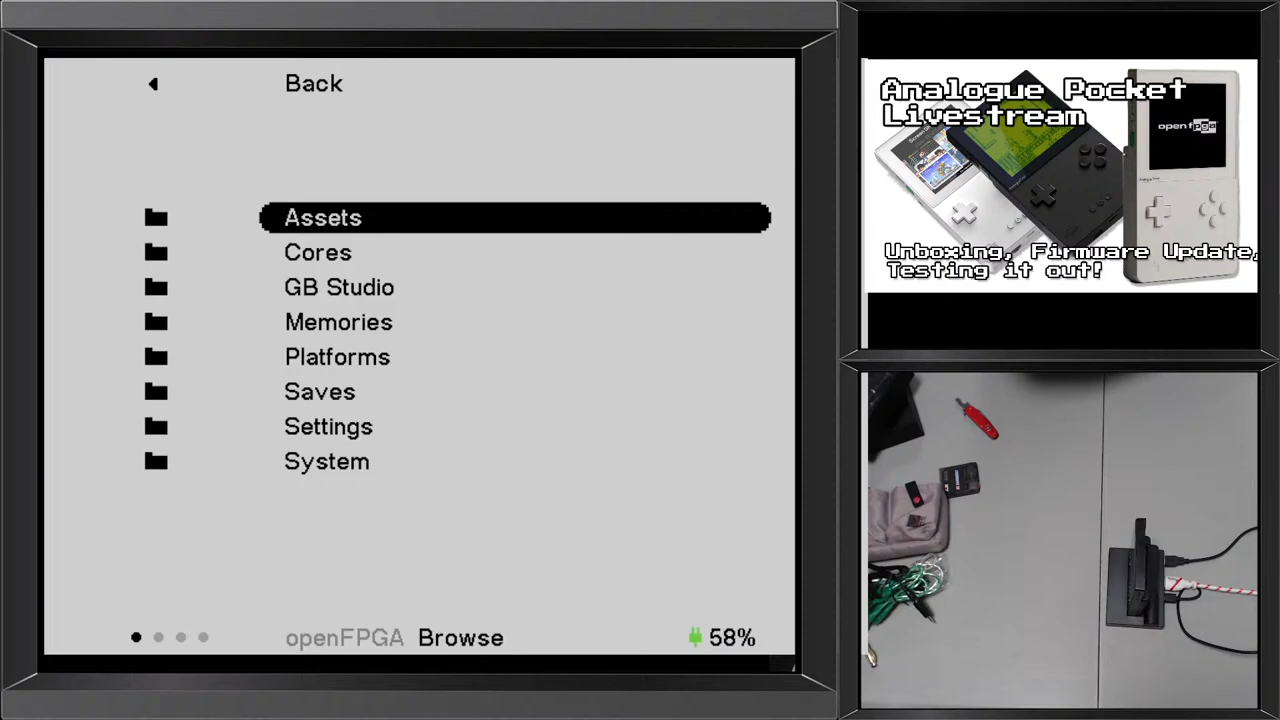 Back
Assets
Cores
GB Studio
Memories
Platforms
Saves
Settings
System
openFPGA Browse
58%
Analogue Pocket
Livestream
openfpga
Unboxing, Firmware Update,
Testing it out!